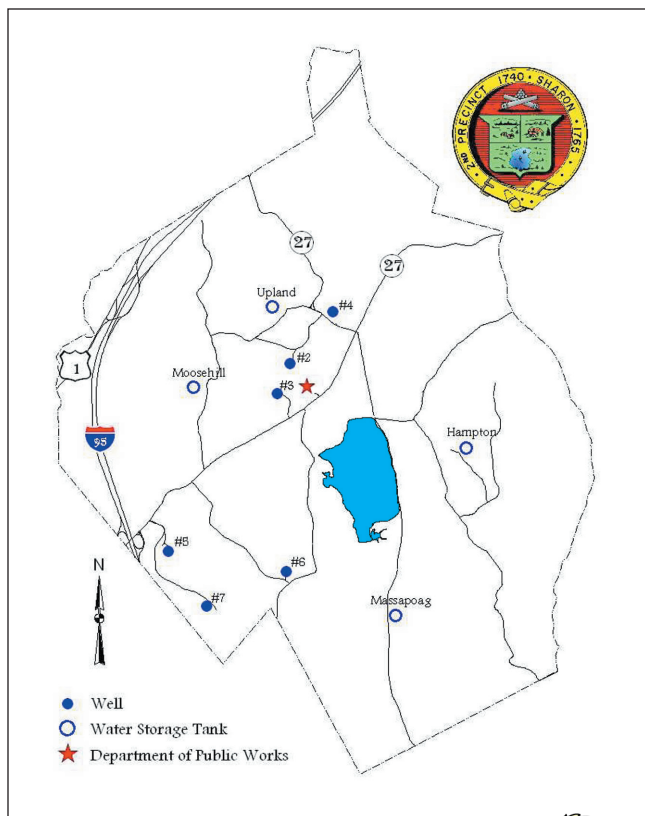 2ND PRECINCT 1740 · SHARON · 1765
27
27
Upland
#4
1
#2
Moosehill
#3
95
Hampton
#5
#6
N
#7
Massapoag
Well
Water Storage Tank
Department of Public Works